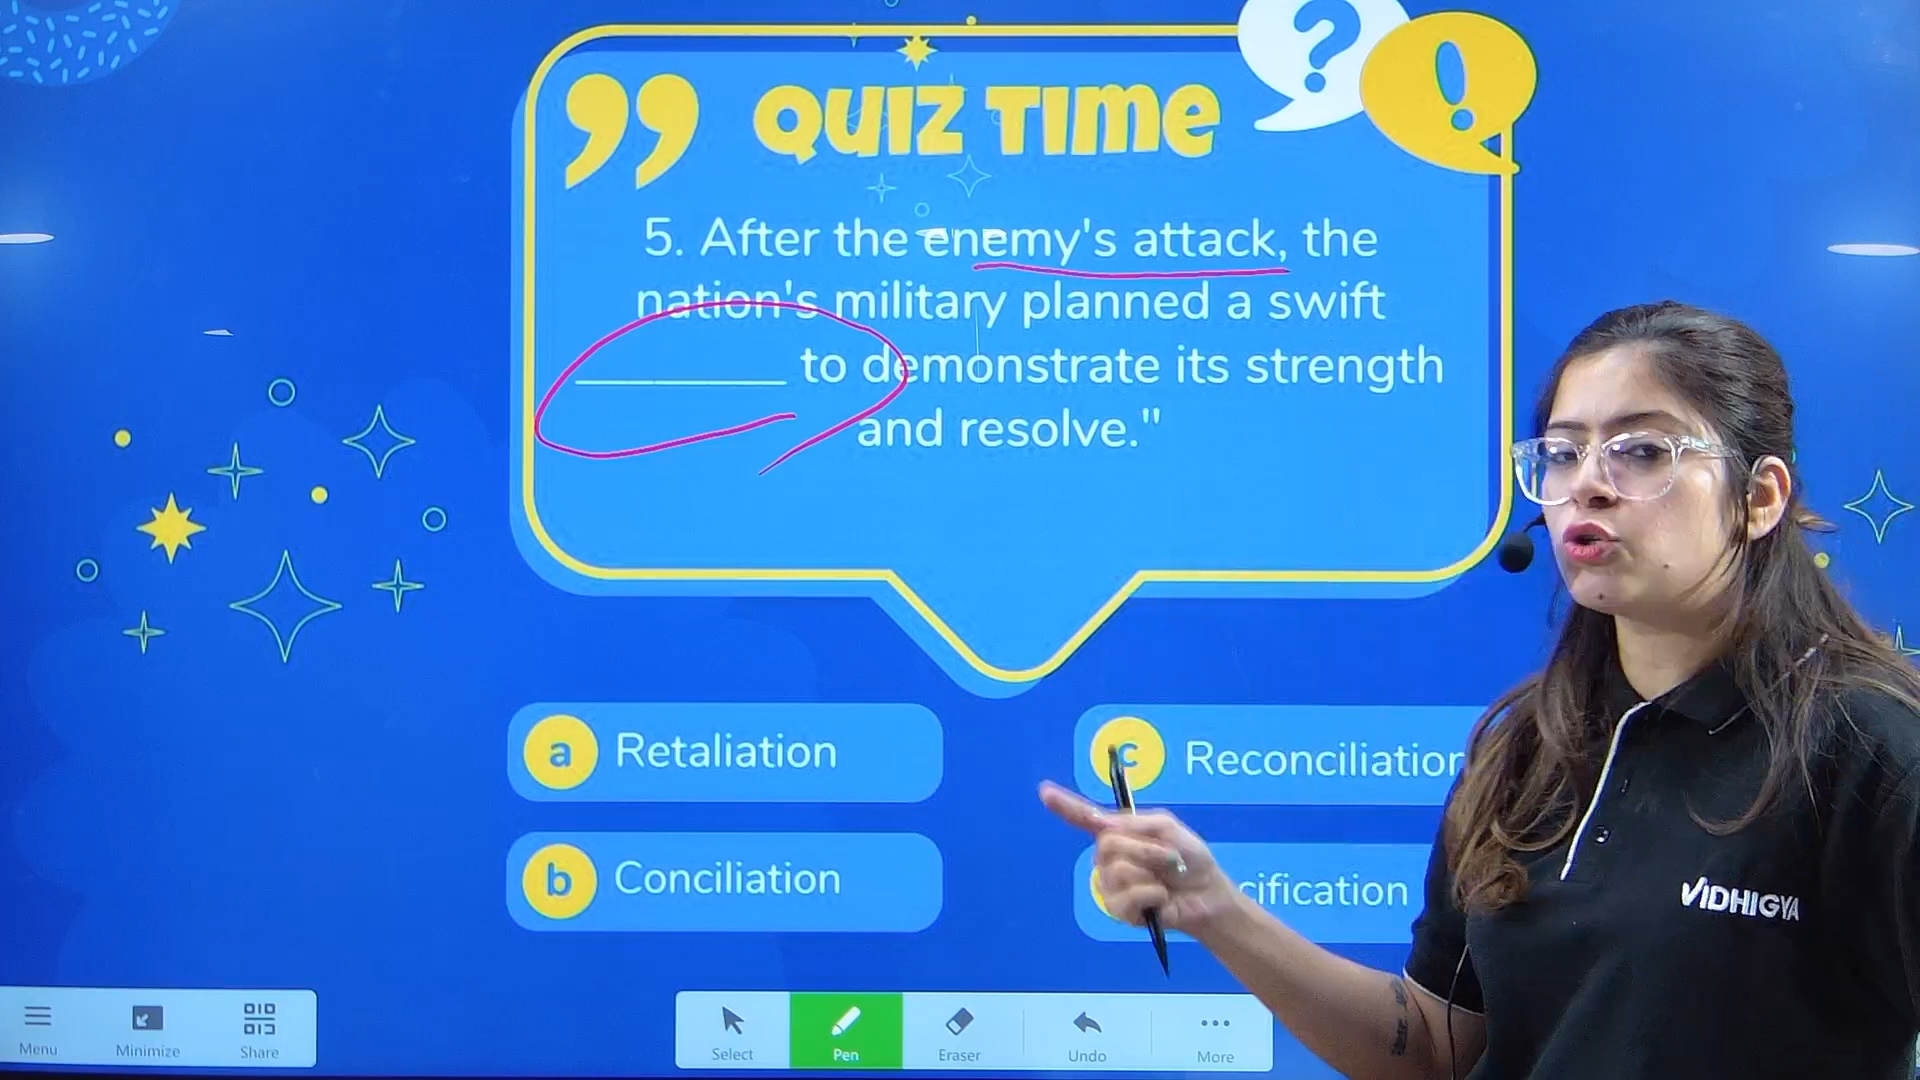 QUIZ TIME
5. After the enemy's attack, the
nation's military planned a swift
________ to demonstrate its strength
and resolve."
a Retaliation
c Reconciliation
b Conciliation
cification
VIDHIGYA
Menu
Minimize
Share
Select
Pen
Eraser
Undo
More